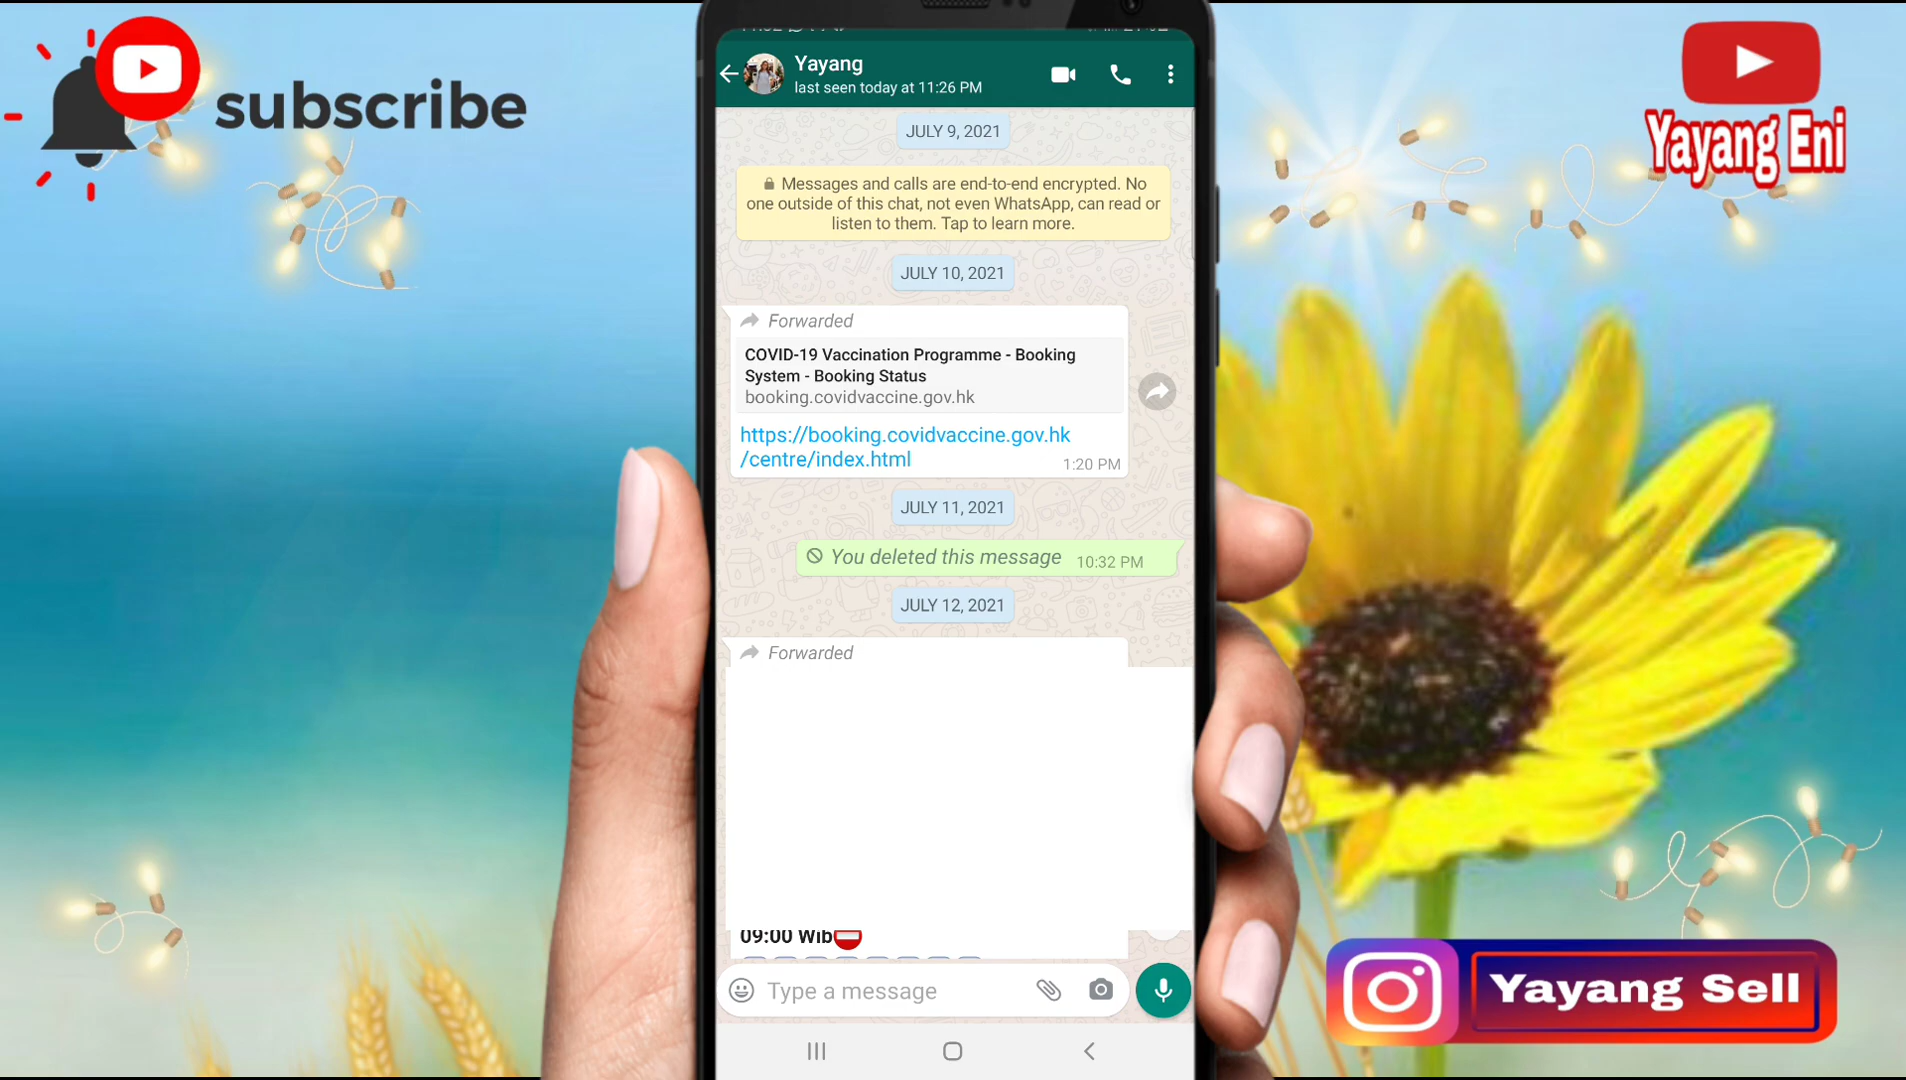 subscribe
Yayang Eni
Yayang
last seen today at 11:26 PM
JULY 9, 2021
Messages and calls are end-to-end encrypted. No
one outside of this chat, not even WhatsApp, can read or
listen to them. Tap to learn more.
JULY 10, 2021
Forwarded
COVID-19 Vaccination Programme - Booking
System - Booking Status
booking.covidvaccine.gov.hk
https://booking.covidvaccine.gov.hk
/centre/index.html
1:20 PM
JULY 11, 2021
You deleted this message 10:32 PM
JULY 12, 2021
Forwarded
09:00 Wib
Type a message
Yayang Sell